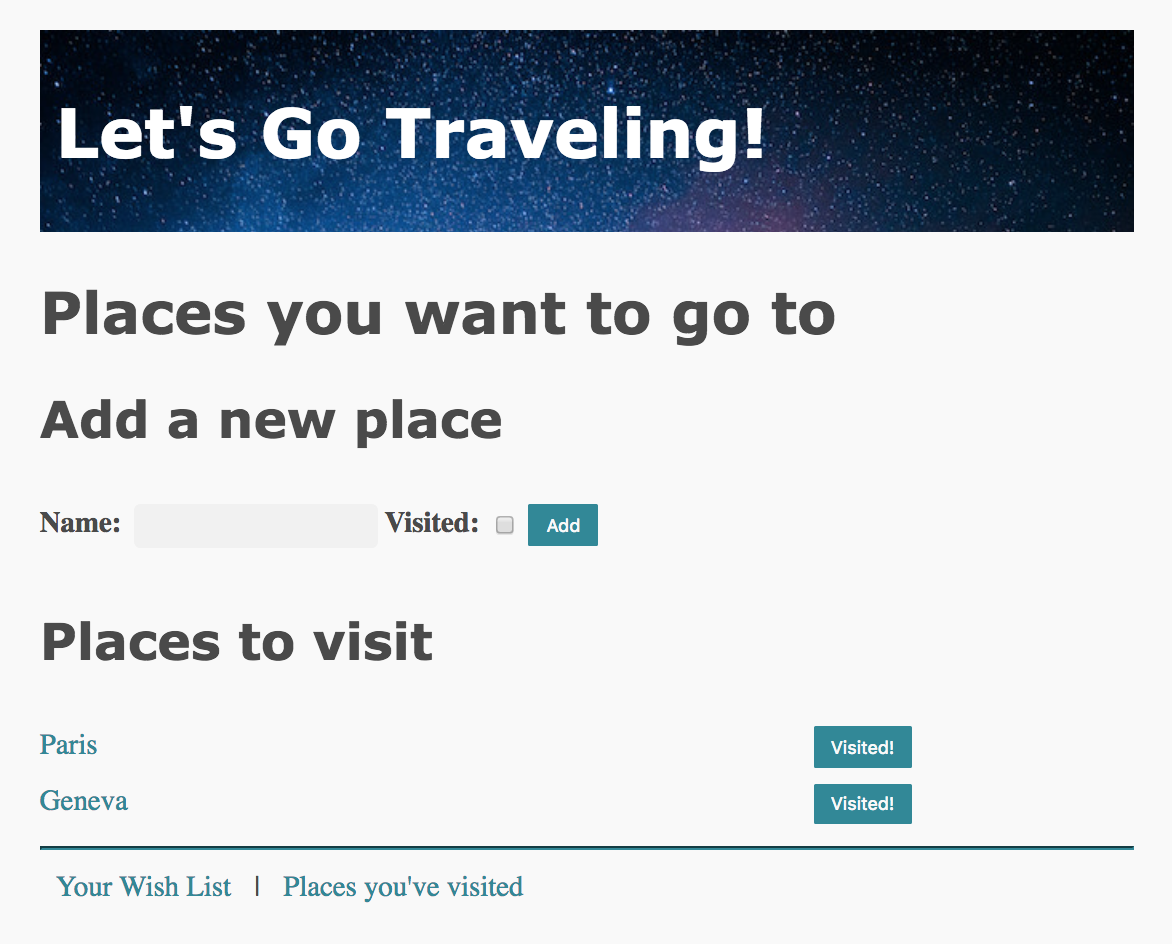 Let's Go Traveling!
Places you want to go to
Add a new place
Name: Visited: Add
Places to visit
Paris Visited!
Geneva Visited!
Your Wish List | Places you've visited